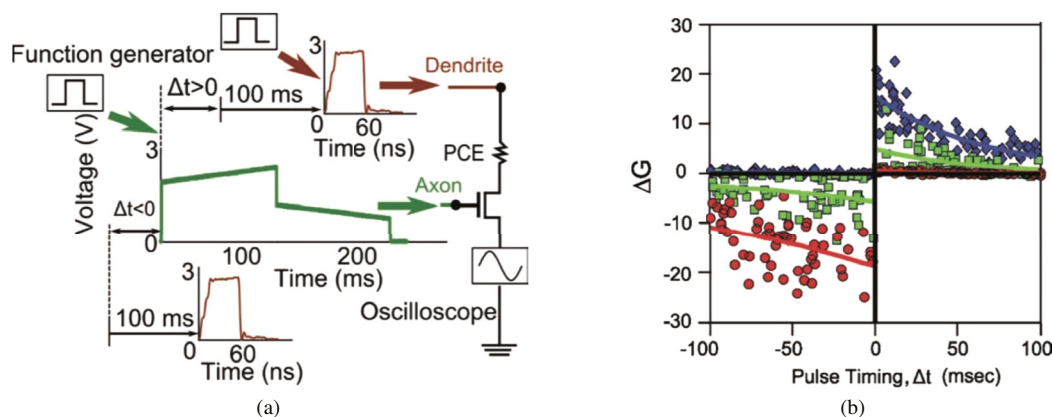 Function generator
Δt>0
100 ms
3
0
60
Time (ns)
Dendrite
PCE
Voltage (V)
3
0
Δt<0
100
200
Time (ms)
Axon
Oscilloscope
100 ms
3
0
60
Time (ns)
(a)
ΔG
30
20
10
0
-10
-20
-30
-100
-50
0
50
100
Pulse Timing, Δt (msec)
(b)